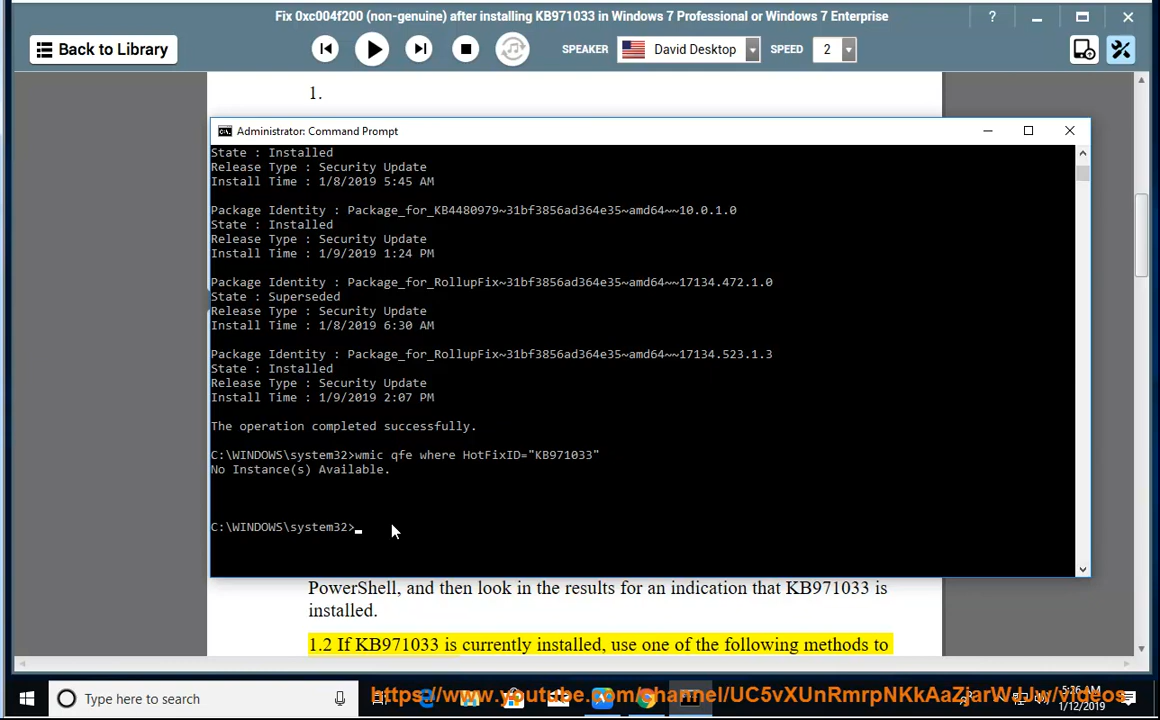 Fix 0xc004f200 (non-genuine) after installing KB971033 in Windows 7 Professional or Windows 7 Enterprise
?
Back to Library
SPEAKER
David Desktop
SPEED
2
1.
Administrator: Command Prompt
State : Installed
Release Type : Security Update
Install Time : 1/8/2019 5:45 AM
Package Identity : Package_for_KB4480979~31bf3856ad364e35~amd64~~10.0.1.0
State : Installed
Release Type : Security Update
Install Time : 1/9/2019 1:24 PM
Package Identity : Package_for_RollupFix~31bf3856ad364e35~amd64~~17134.472.1.0
State : Superseded
Release Type : Security Update
Install Time : 1/8/2019 6:30 AM
Package Identity : Package_for_RollupFix~31bf3856ad364e35~amd64~~17134.523.1.3
State : Installed
Release Type : Security Update
Install Time : 1/9/2019 2:07 PM
The operation completed successfully.
C:\WINDOWS\system32>wmic qfe where HotFixID="KB971033"
No Instance(s) Available.
C:\WINDOWS\system32>
PowerShell, and then look in the results for an indication that KB971033 is
installed.
1.2 If KB971033 is currently installed, use one of the following methods to
Type here to search
5:26 AM
1/12/2019